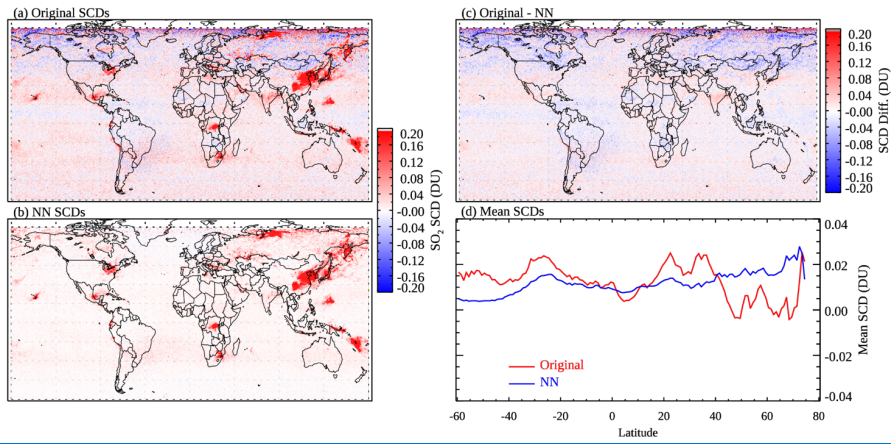 (a) Original SCDs
(c) Original - NN
0.20
0.16
0.12
0.08
0.04
-0.00
-0.04
-0.08
-0.12
-0.16
-0.20
SCD Diff. (DU)
0.20
0.16
0.12
0.08
0.04
-0.00
-0.04
-0.08
-0.12
-0.16
-0.20
SO₂ SCD (DU)
(b) NN SCDs
(d) Mean SCDs
0.04
0.02
0.00
-0.02
-0.04
Mean SCD (DU)
Original
NN
-60 -40 -20 0 20 40 60 80
Latitude